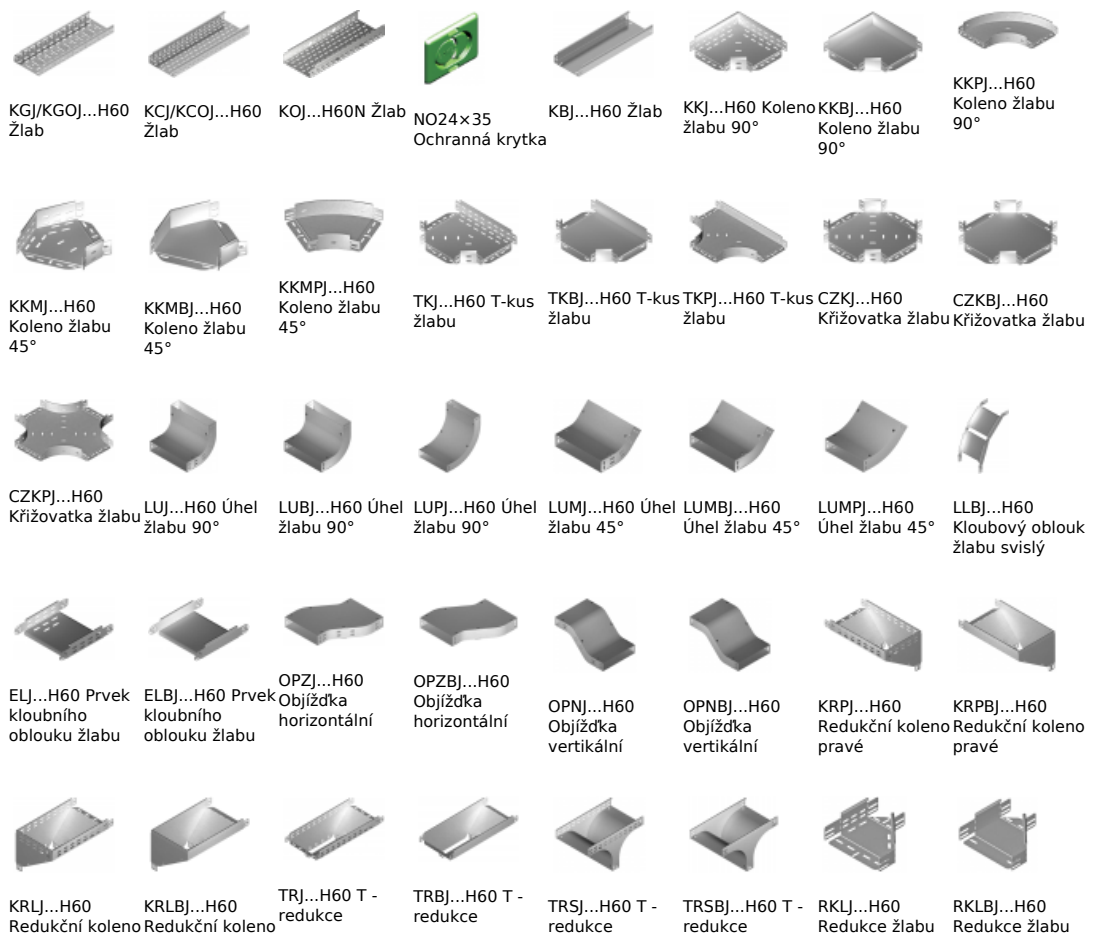 KGJ/KGOJ...H60
Žlab
KCJ/KCOJ...H60
Žlab
KOJ...H60N Žlab
NO24×35
Ochranná krytka
KBJ...H60 Žlab
KKJ...H60 Koleno
žlabu 90°
KKBJ...H60
Koleno žlabu
90°
KKPJ...H60
Koleno žlabu
90°
KKMJ...H60
Koleno žlabu
45°
KKMBJ...H60
Koleno žlabu
45°
KKMPJ...H60
Koleno žlabu
45°
TKJ...H60 T-kus
žlabu
TKBJ...H60 T-kus
žlabu
TKPJ...H60 T-kus
žlabu
CZKJ...H60
Křižovatka žlabu
CZKBJ...H60
Křižovatka žlabu
CZKPJ...H60
Křižovatka žlabu
LUJ...H60 Úhel
žlabu 90°
LUBJ...H60 Úhel
žlabu 90°
LUPJ...H60 Úhel
žlabu 90°
LUMJ...H60 Úhel
žlabu 45°
LUMBJ...H60
Úhel žlabu 45°
LUMPJ...H60
Úhel žlabu 45°
LLBJ...H60
Kloubový oblouk
žlabu svislý
ELJ...H60 Prvek
kloubního
oblouku žlabu
ELBJ...H60 Prvek
kloubního
oblouku žlabu
OPZJ...H60
Objížďka
horizontální
OPZBJ...H60
Objížďka
horizontální
OPNJ...H60
Objížďka
vertikální
OPNBJ...H60
Objížďka
vertikální
KRPJ...H60
Redukční koleno
pravé
KRPBJ...H60
Redukční koleno
pravé
KRLJ...H60
Redukční koleno
KRLBJ...H60
Redukční koleno
TRJ...H60 T -
redukce
TRBJ...H60 T -
redukce
TRSJ...H60 T -
redukce
TRSBJ...H60 T -
redukce
RKLJ...H60
Redukce žlabu
RKLBJ...H60
Redukce žlabu